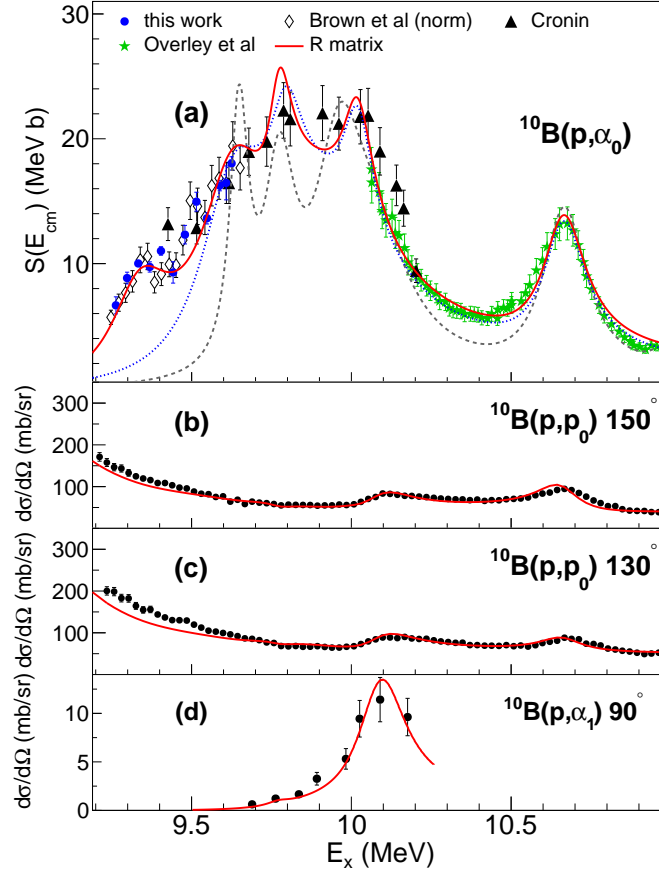 this work
Brown et al (norm)
Cronin
Overley et al
R matrix
(a)
¹⁰B(p,α₀)
S(E_cm) (MeV b)
30
20
10
(b)
¹⁰B(p,p₀) 150°
dσ/dΩ (mb/sr)
300
200
100
(c)
¹⁰B(p,p₀) 130°
dσ/dΩ (mb/sr)
300
200
100
(d)
¹⁰B(p,α₁) 90°
dσ/dΩ (mb/sr)
10
5
0
9.5 10 10.5
E_x (MeV)